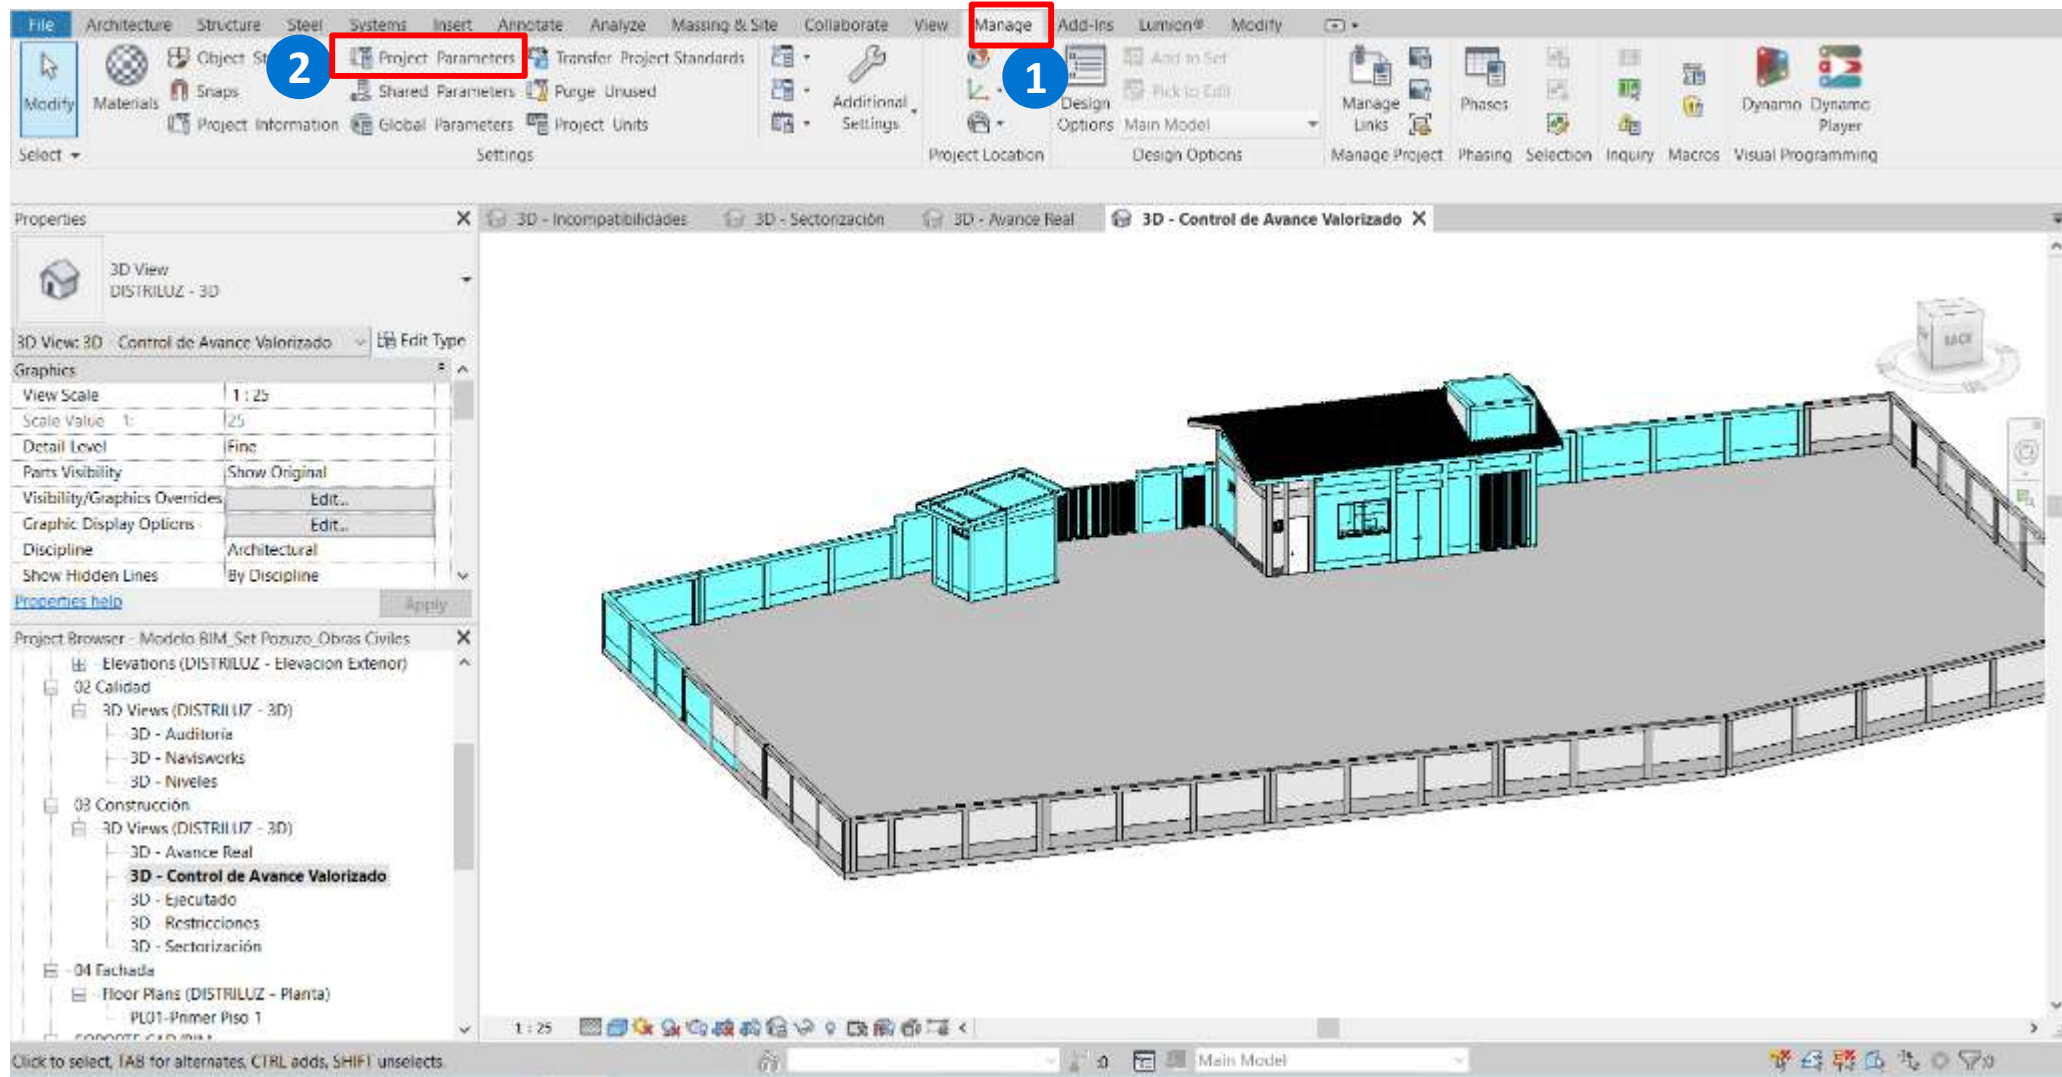 File Architecture Structure Steel Systems Insert Annotate Analyze Massing & Site Collaborate View Manage Add-Ins Lumion® Modify
1
2
Modify
Materials
Object St
Snaps
Project Information
Project Parameters
Shared Parameters
Global Parameters
Transfer Project Standards
Purge Unused
Project Units
Additional
Settings
Design
Options
Add to Set
Pick to Edit
Main Model
Manage
Links
Phases
Dynamo
Dynamo
Player
Select Settings Project Location Design Options Manage Project Phasing Selection Inquiry Macros Visual Programming
Properties X
3D - Incompatibilidades 3D - Sectorización 3D - Avance Real 3D - Control de Avance Valorizado X
3D View
DISTRILUZ - 3D
3D View: 3D Control de Avance Valorizado Edit Type
Graphics
View Scale 1 : 25
Scale Value 1: 25
Detail Level Fine
Parts Visibility Show Original
Visibility/Graphics Overrides Edit...
Graphic Display Options Edit...
Discipline Architectural
Show Hidden Lines By Discipline
Properties help Apply
BACK
Project Browser - Modelo BIM_Set Pozuzo_Obras Civiles X
Elevations (DISTRILUZ - Elevacion Exterior)
02 Calidad
3D Views (DISTRILUZ - 3D)
3D - Auditoría
3D - Navisworks
3D - Niveles
03 Construcción
3D Views (DISTRILUZ - 3D)
3D - Avance Real
3D - Control de Avance Valorizado
3D - Ejecutado
3D Restricciones
3D - Sectorización
04 Fachada
Floor Plans (DISTRILUZ - Planta)
PL01-Primer Piso 1
1 : 25
Click to select, TAB for alternates, CTRL adds, SHIFT unselects.
:0
Main Model
:0